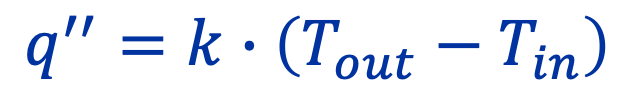 q″ = k · (T_out − T_in)